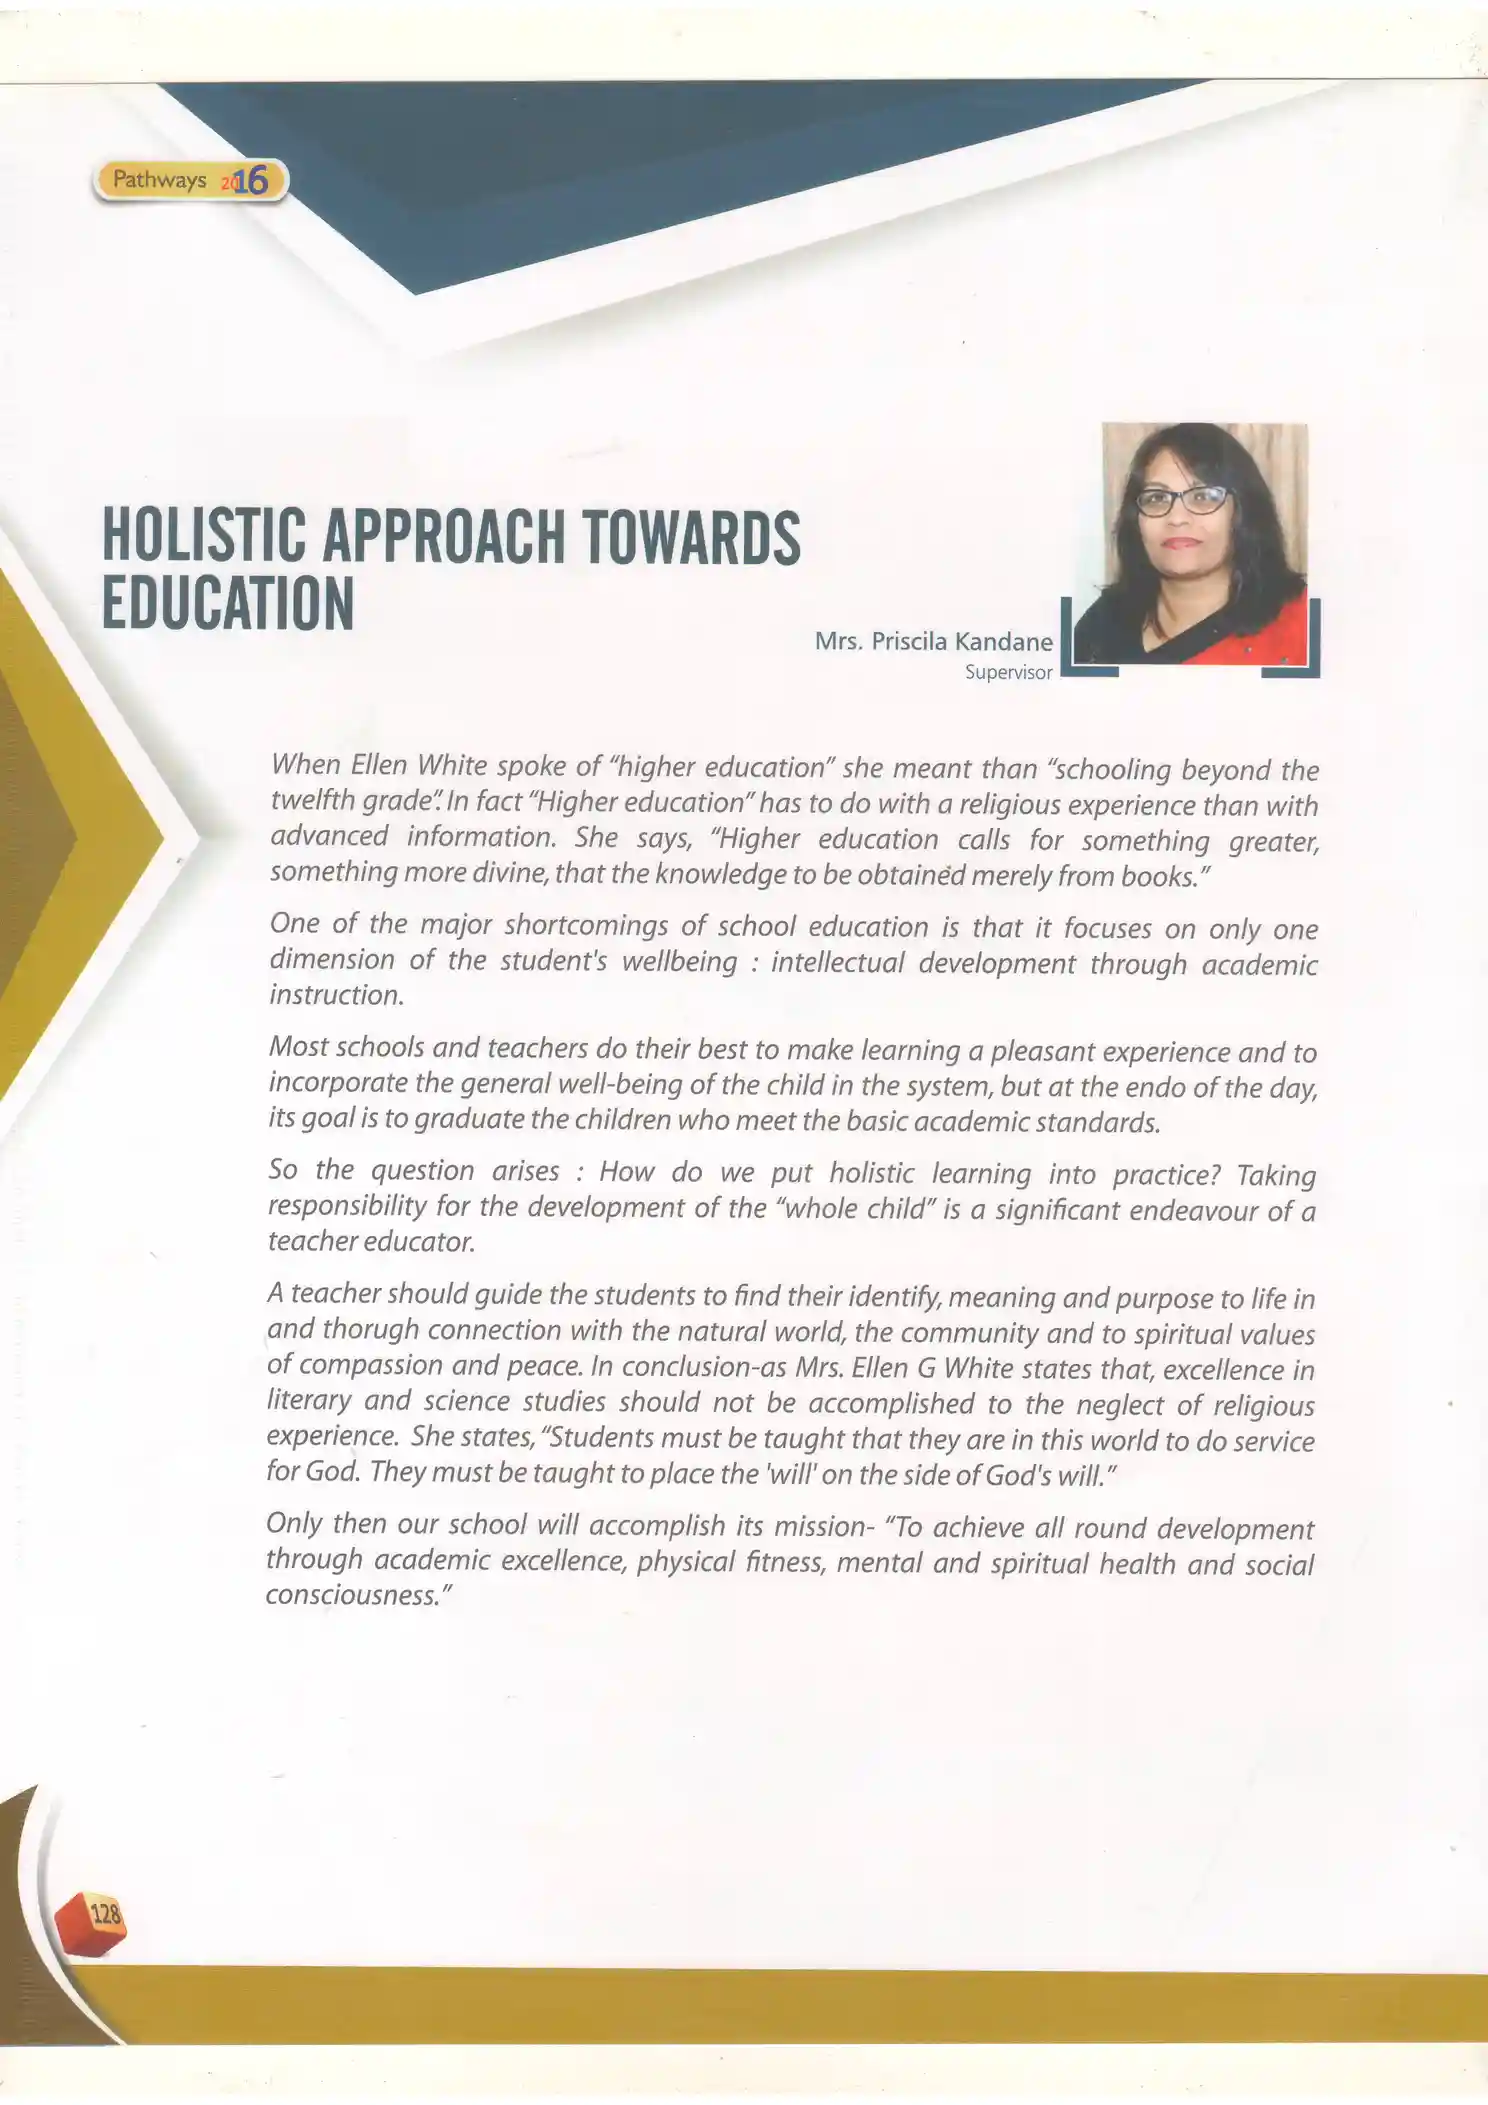 Pathways 2016
HOLISTIC APPROACH TOWARDS
EDUCATION
Mrs. Priscila Kandane
Supervisor
When Ellen White spoke of “higher education” she meant than “schooling beyond the
twelfth grade”. In fact “Higher education” has to do with a religious experience than with
advanced information. She says, “Higher education calls for something greater,
something more divine, that the knowledge to be obtained merely from books.”
One of the major shortcomings of school education is that it focuses on only one
dimension of the student's wellbeing : intellectual development through academic
instruction.
Most schools and teachers do their best to make learning a pleasant experience and to
incorporate the general well-being of the child in the system, but at the endo of the day,
its goal is to graduate the children who meet the basic academic standards.
So the question arises : How do we put holistic learning into practice? Taking
responsibility for the development of the “whole child” is a significant endeavour of a
teacher educator.
A teacher should guide the students to find their identify, meaning and purpose to life in
and thorugh connection with the natural world, the community and to spiritual values
of compassion and peace. In conclusion-as Mrs. Ellen G White states that, excellence in
literary and science studies should not be accomplished to the neglect of religious
experience. She states, “Students must be taught that they are in this world to do service
for God. They must be taught to place the 'will' on the side of God's will.”
Only then our school will accomplish its mission- “To achieve all round development
through academic excellence, physical fitness, mental and spiritual health and social
consciousness.”
128